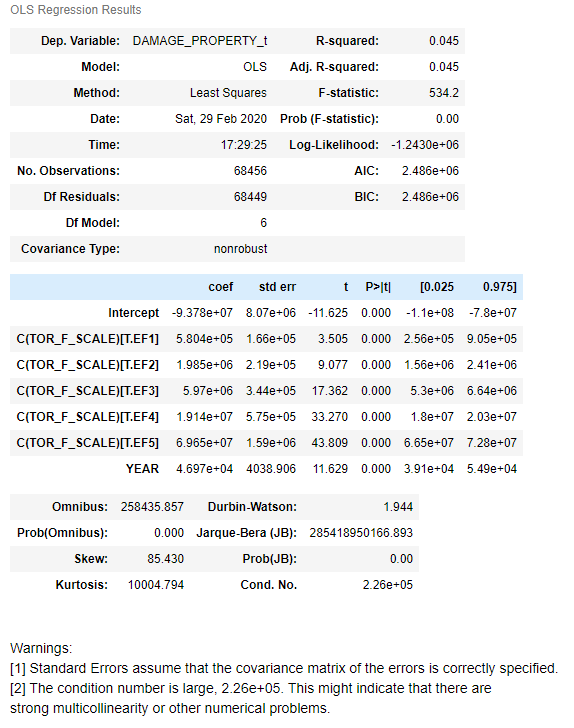 OLS Regression Results
Dep. Variable: DAMAGE_PROPERTY_t R-squared: 0.045
Model: OLS Adj. R-squared: 0.045
Method: Least Squares F-statistic: 534.2
Date: Sat, 29 Feb 2020 Prob (F-statistic): 0.00
Time: 17:29:25 Log-Likelihood: -1.2430e+06
No. Observations: 68456 AIC: 2.486e+06
Df Residuals: 68449 BIC: 2.486e+06
Df Model: 6
Covariance Type: nonrobust
coef std err t P>|t| [0.025 0.975]
Intercept -9.378e+07 8.07e+06 -11.625 0.000 -1.1e+08 -7.8e+07
C(TOR_F_SCALE)[T.EF1] 5.804e+05 1.66e+05 3.505 0.000 2.56e+05 9.05e+05
C(TOR_F_SCALE)[T.EF2] 1.985e+06 2.19e+05 9.077 0.000 1.56e+06 2.41e+06
C(TOR_F_SCALE)[T.EF3] 5.97e+06 3.44e+05 17.362 0.000 5.3e+06 6.64e+06
C(TOR_F_SCALE)[T.EF4] 1.914e+07 5.75e+05 33.270 0.000 1.8e+07 2.03e+07
C(TOR_F_SCALE)[T.EF5] 6.965e+07 1.59e+06 43.809 0.000 6.65e+07 7.28e+07
YEAR 4.697e+04 4038.906 11.629 0.000 3.91e+04 5.49e+04
Omnibus: 258435.857 Durbin-Watson: 1.944
Prob(Omnibus): 0.000 Jarque-Bera (JB): 285418950166.893
Skew: 85.430 Prob(JB): 0.00
Kurtosis: 10004.794 Cond. No. 2.26e+05
Warnings:
[1] Standard Errors assume that the covariance matrix of the errors is correctly specified.
[2] The condition number is large, 2.26e+05. This might indicate that there are
strong multicollinearity or other numerical problems.